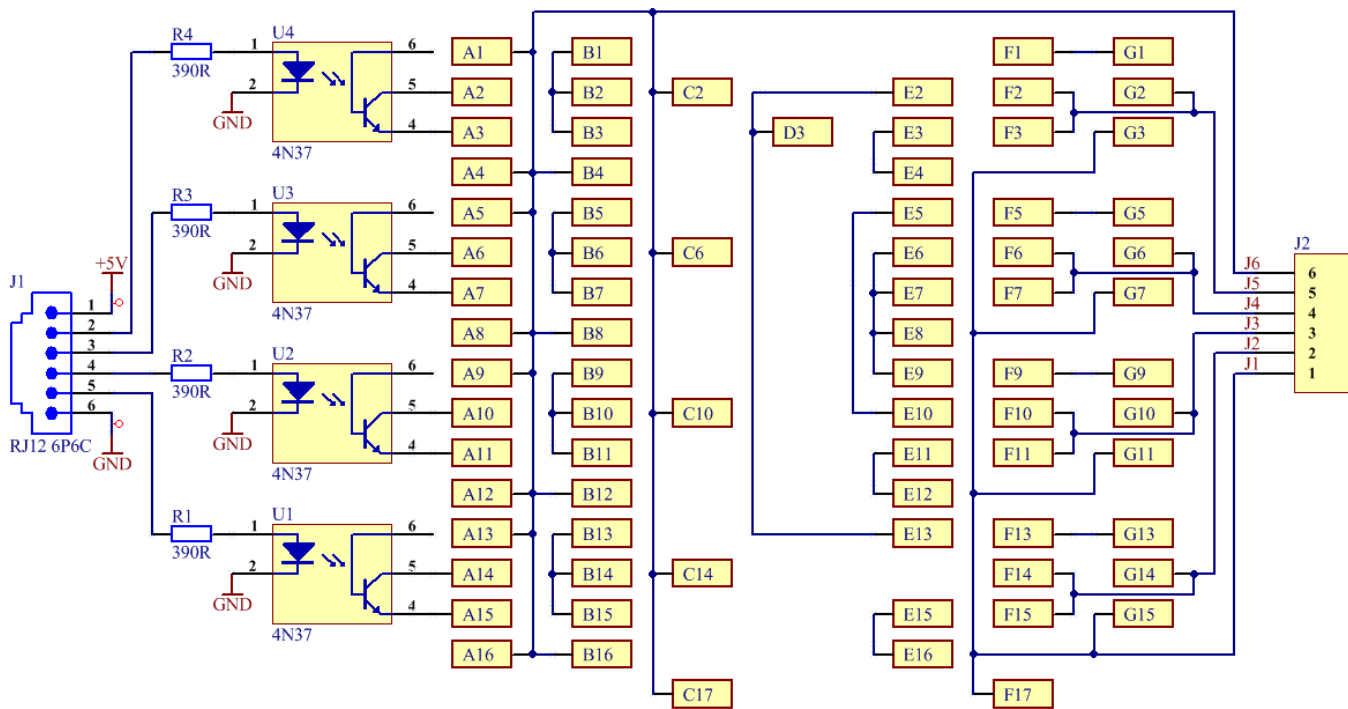 R4
390R
1
2
GND
U4
6
5
4
4N37
A1
A2
A3
A4
B1
B2
B3
B4
C2
D3
E2
E3
E4
F1
F2
F3
G1
G2
G3
R3
390R
1
2
GND
U3
6
5
4
4N37
A5
A6
A7
A8
B5
B6
B7
B8
C6
E5
E6
E7
E8
F5
F6
F7
G5
G6
G7
J1
+5V
1
2
3
4
5
6
RJ12 6P6C
GND
R2
390R
1
2
GND
U2
6
5
4
4N37
A9
A10
A11
A12
B9
B10
B11
B12
C10
E9
E10
E11
E12
F9
F10
F11
G9
G10
G11
J2
J6
J5
J4
J3
J2
J1
6
5
4
3
2
1
R1
390R
1
2
GND
U1
6
5
4
4N37
A13
A14
A15
A16
B13
B14
B15
B16
C14
C17
E13
E15
E16
F13
F14
F15
F17
G13
G14
G15